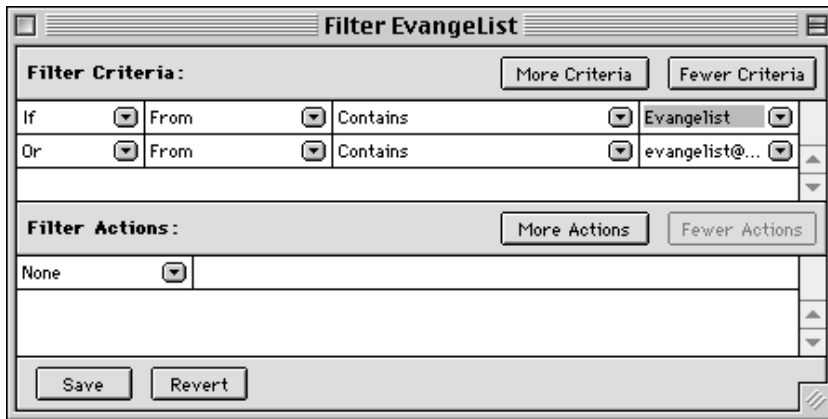 Filter EvangeList
Filter Criteria: More Criteria Fewer Criteria
If From Contains Evangelist
Or From Contains evangelist@...
Filter Actions: More Actions Fewer Actions
None
Save Revert